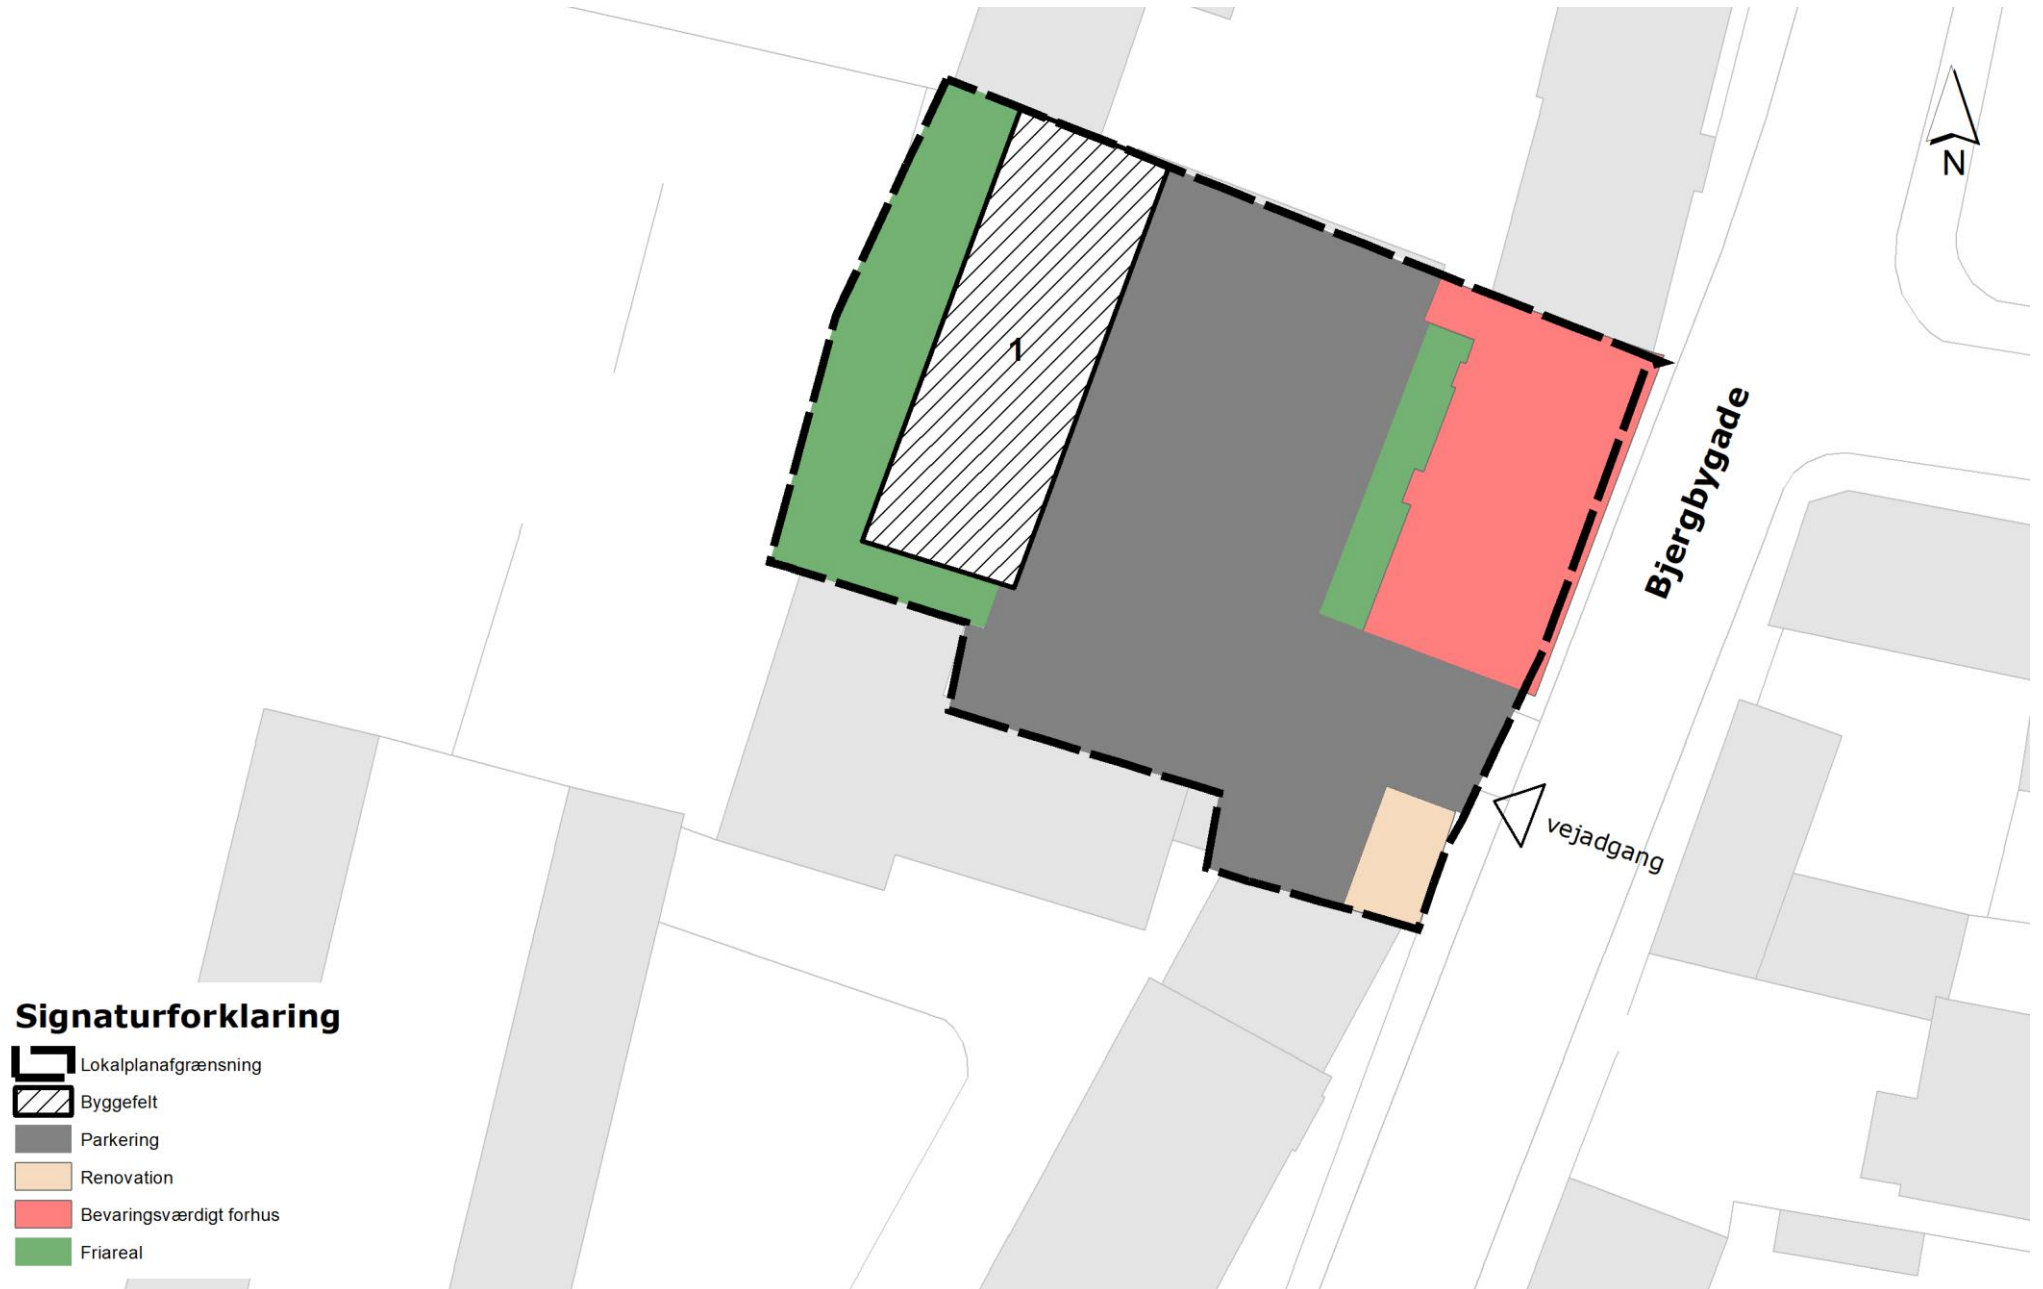 N
1
Bjergbygade
vejadgang
Signaturforklaring
Lokalplanafgrænsning
Byggefelt
Parkering
Renovation
Bevaringsværdigt forhus
Friareal